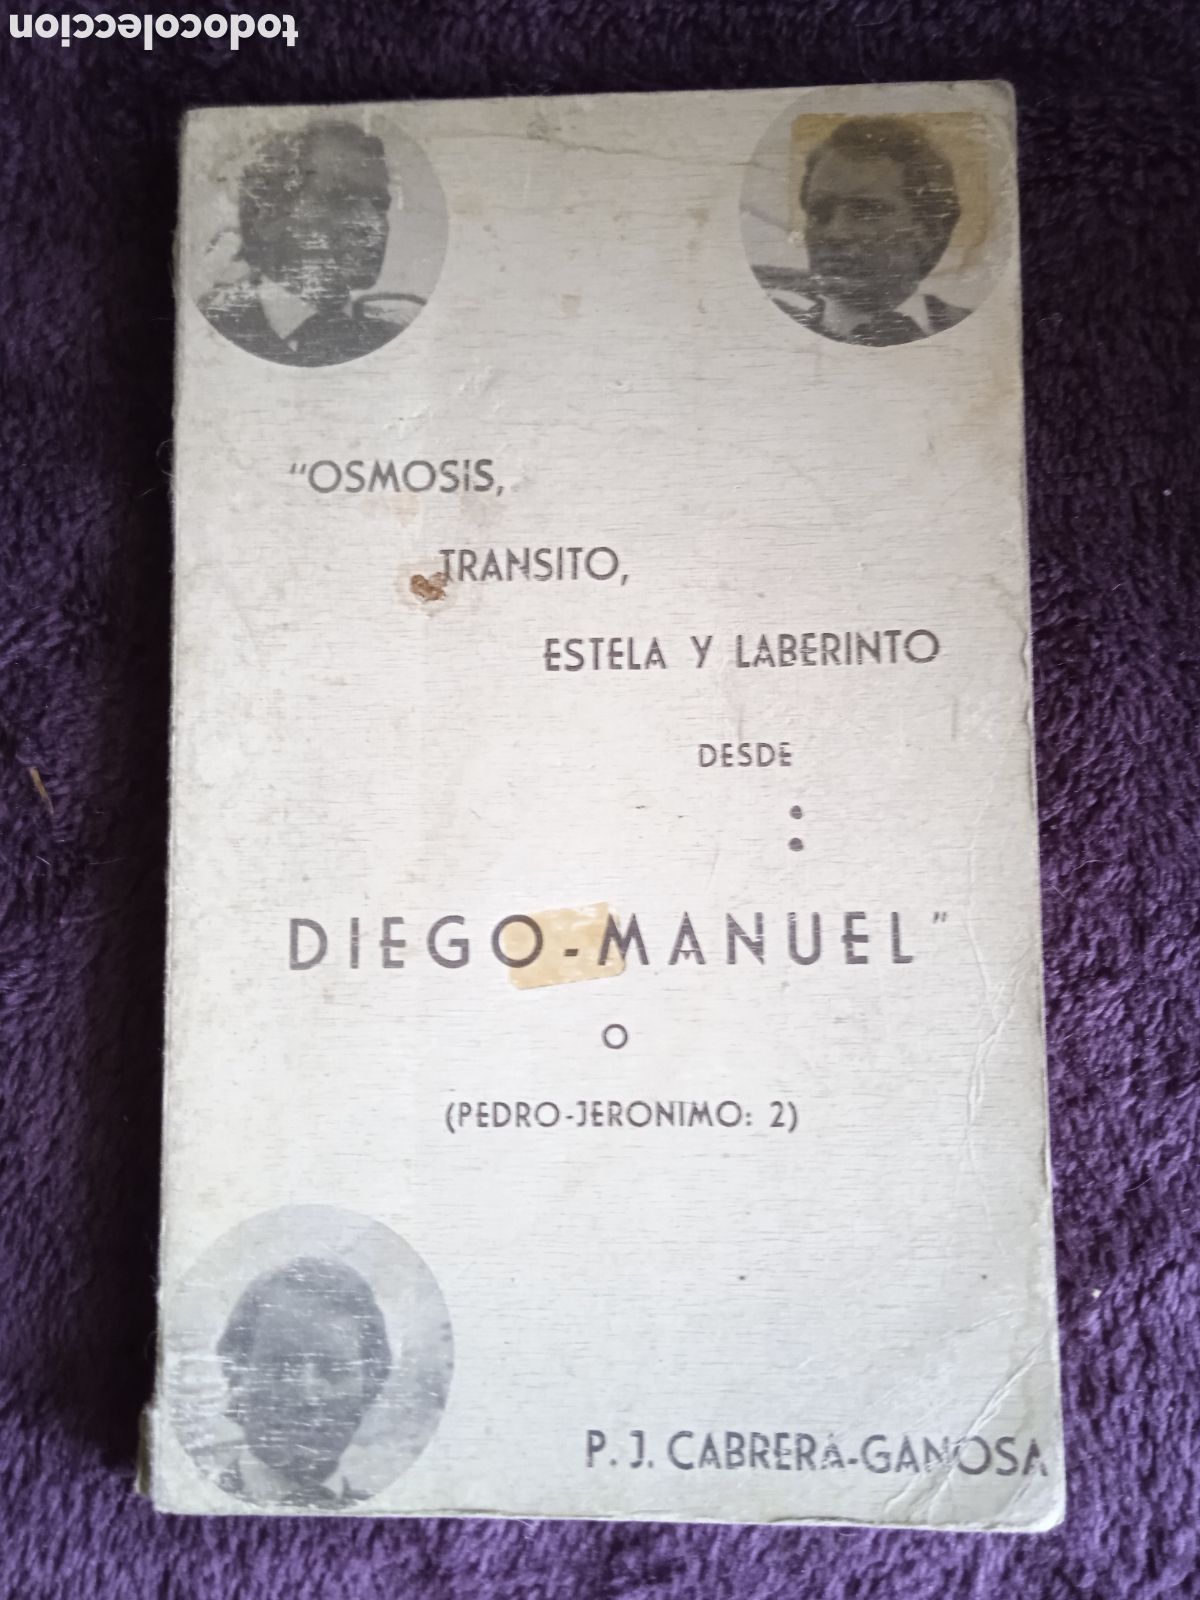 todocoleccion
"OSMOSIS,
TRANSITO,
ESTELA Y LABERINTO
DESDE
:
DIEGO-MANUEL"
O
(PEDRO-JERONIMO: 2)
P. J. CABRERA-GANOSA